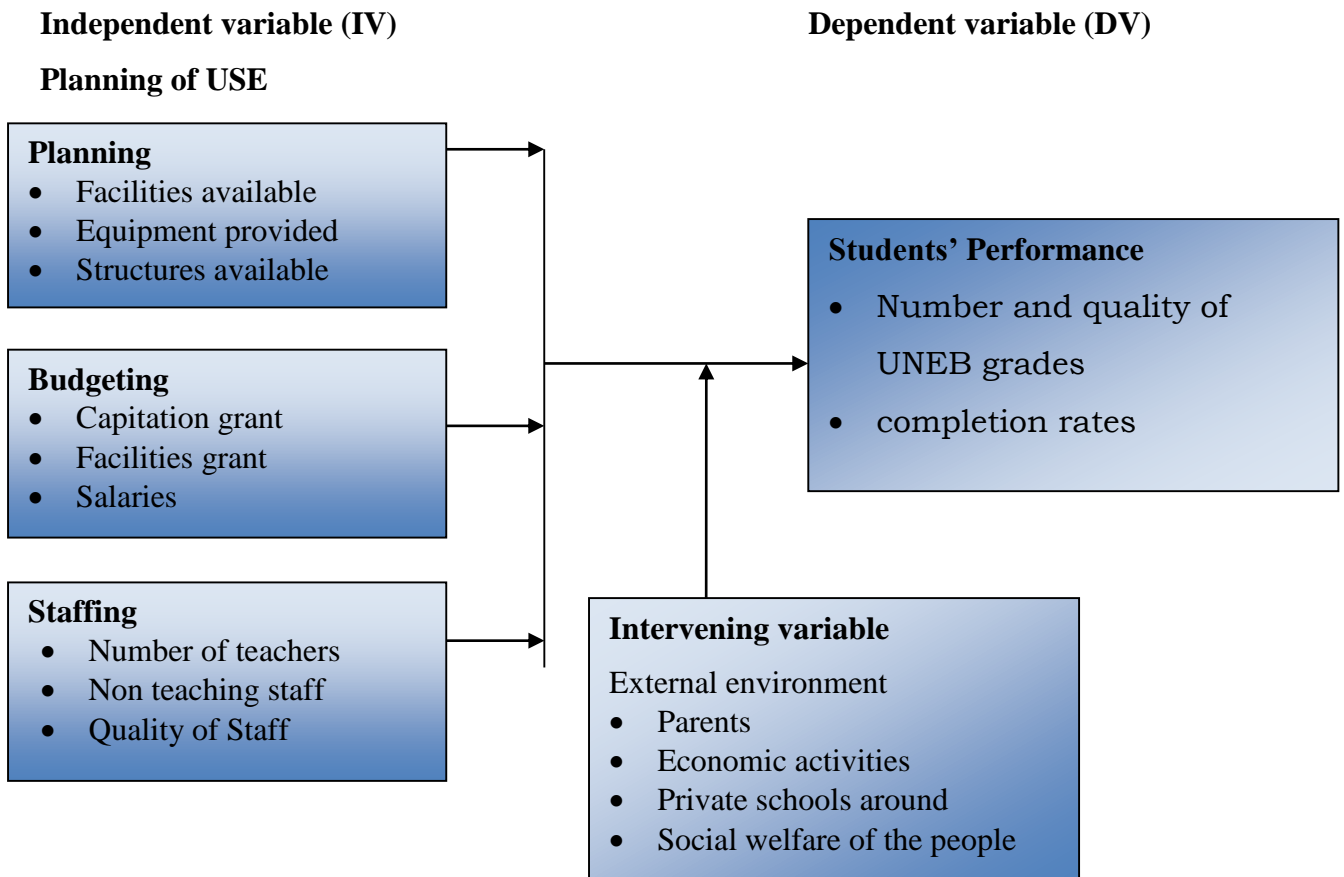 Independent variable (IV)
Dependent variable (DV)
Planning of USE
Planning
• Facilities available
• Equipment provided
• Structures available
Budgeting
• Capitation grant
• Facilities grant
• Salaries
Staffing
• Number of teachers
• Non teaching staff
• Quality of Staff
Students’ Performance
• Number and quality of
UNEB grades
• completion rates
Intervening variable
External environment
• Parents
• Economic activities
• Private schools around
• Social welfare of the people